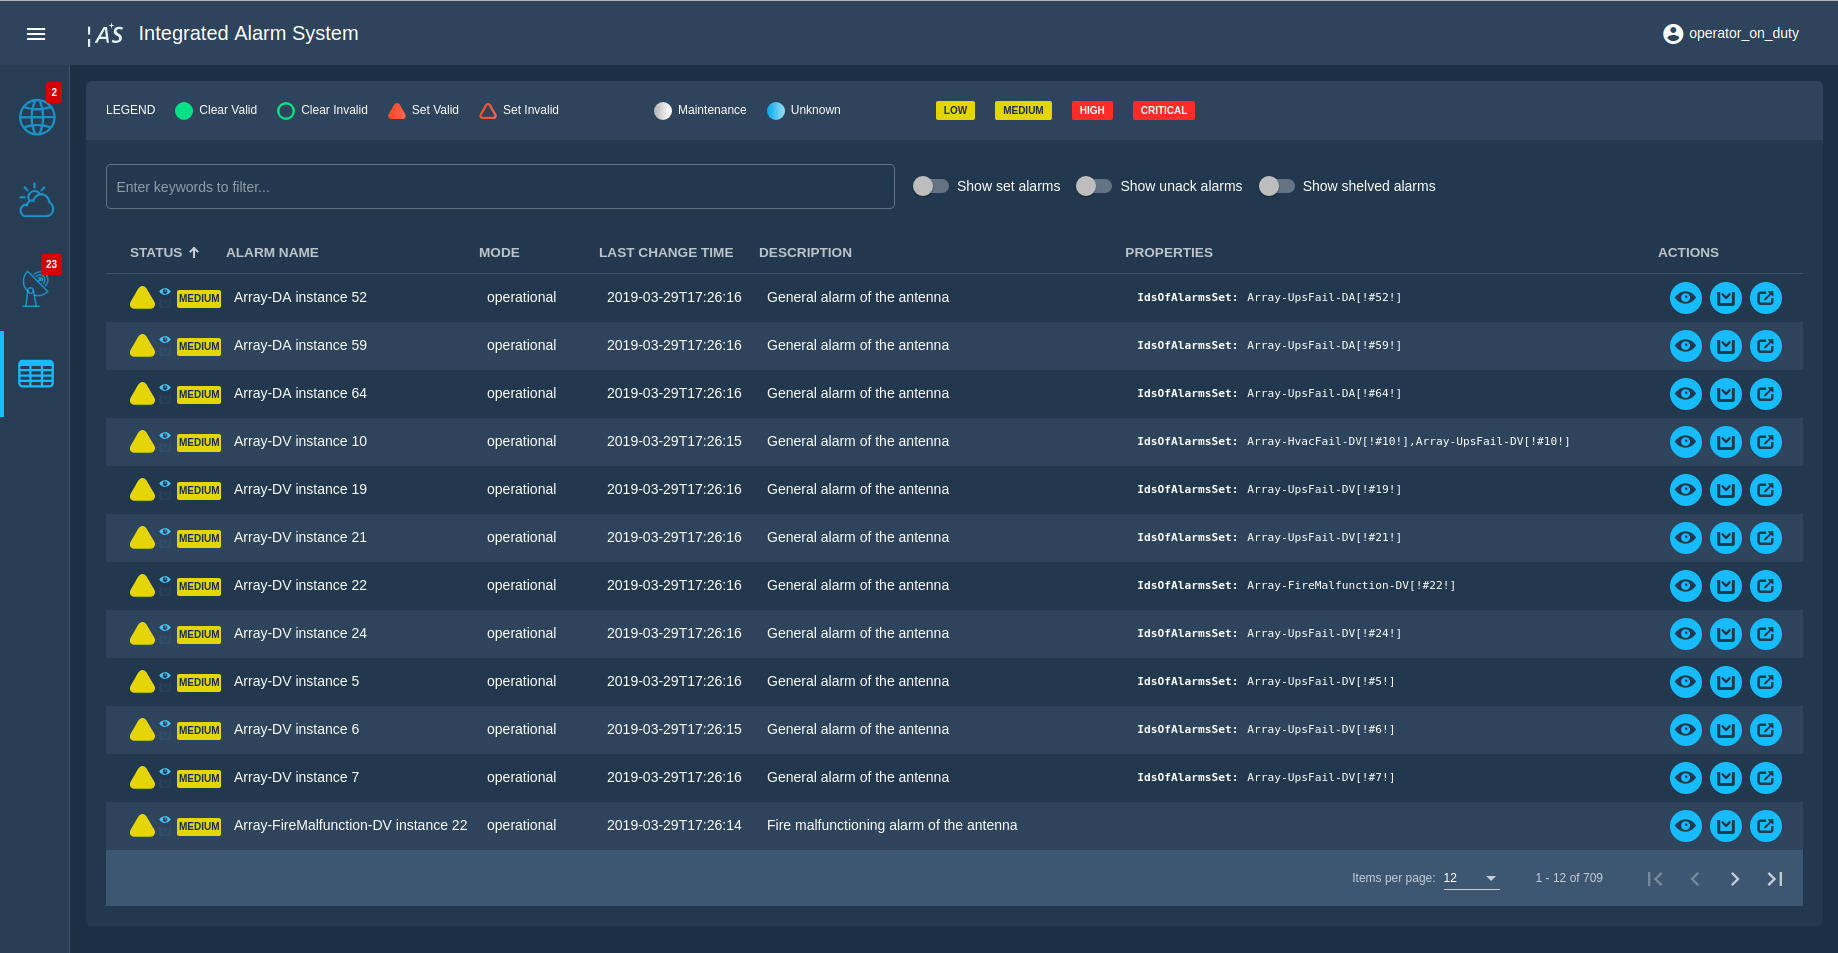 IAS Integrated Alarm System operator_on_duty
2
23
LEGEND Clear Valid Clear Invalid Set Valid Set Invalid Maintenance Unknown LOW MEDIUM HIGH CRITICAL
Enter keywords to filter... Show set alarms Show unack alarms Show shelved alarms
STATUS ALARM NAME MODE LAST CHANGE TIME DESCRIPTION PROPERTIES ACTIONS
MEDIUM Array-DA instance 52 operational 2019-03-29T17:26:16 General alarm of the antenna IdsOfAlarmsSet: Array-UpsFail-DA[!#52!]
MEDIUM Array-DA instance 59 operational 2019-03-29T17:26:16 General alarm of the antenna IdsOfAlarmsSet: Array-UpsFail-DA[!#59!]
MEDIUM Array-DA instance 64 operational 2019-03-29T17:26:16 General alarm of the antenna IdsOfAlarmsSet: Array-UpsFail-DA[!#64!]
MEDIUM Array-DV instance 10 operational 2019-03-29T17:26:15 General alarm of the antenna IdsOfAlarmsSet: Array-HvacFail-DV[!#10!],Array-UpsFail-DV[!#10!]
MEDIUM Array-DV instance 19 operational 2019-03-29T17:26:16 General alarm of the antenna IdsOfAlarmsSet: Array-UpsFail-DV[!#19!]
MEDIUM Array-DV instance 21 operational 2019-03-29T17:26:16 General alarm of the antenna IdsOfAlarmsSet: Array-UpsFail-DV[!#21!]
MEDIUM Array-DV instance 22 operational 2019-03-29T17:26:16 General alarm of the antenna IdsOfAlarmsSet: Array-FireMalfunction-DV[!#22!]
MEDIUM Array-DV instance 24 operational 2019-03-29T17:26:16 General alarm of the antenna IdsOfAlarmsSet: Array-UpsFail-DV[!#24!]
MEDIUM Array-DV instance 5 operational 2019-03-29T17:26:16 General alarm of the antenna IdsOfAlarmsSet: Array-UpsFail-DV[!#5!]
MEDIUM Array-DV instance 6 operational 2019-03-29T17:26:15 General alarm of the antenna IdsOfAlarmsSet: Array-UpsFail-DV[!#6!]
MEDIUM Array-DV instance 7 operational 2019-03-29T17:26:16 General alarm of the antenna IdsOfAlarmsSet: Array-UpsFail-DV[!#7!]
MEDIUM Array-FireMalfunction-DV instance 22 operational 2019-03-29T17:26:14 Fire malfunctioning alarm of the antenna
Items per page: 12 1 - 12 of 709